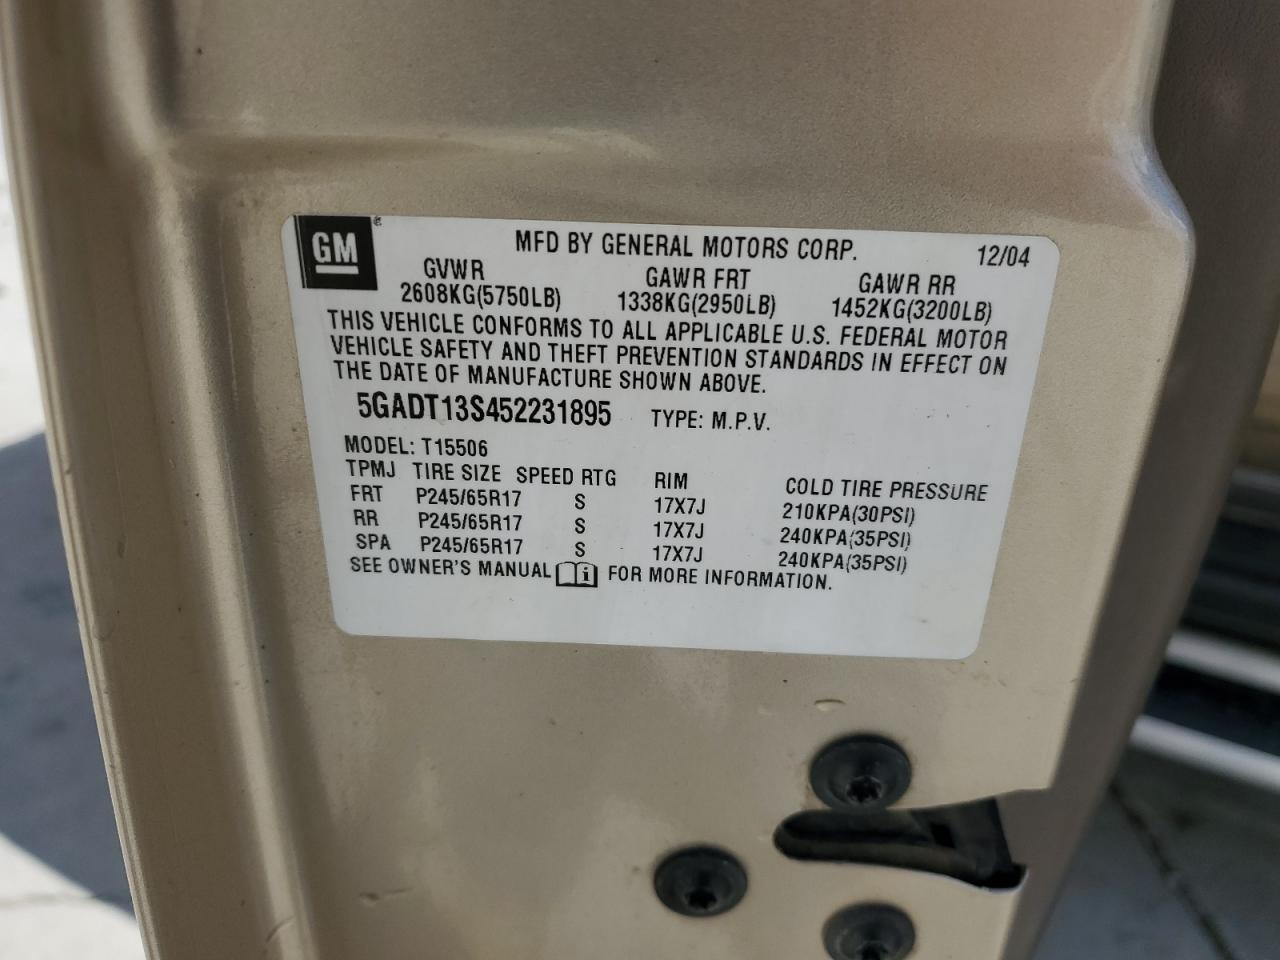 GM ® MFD BY GENERAL MOTORS CORP. 12/04
GVWR GAWR FRT GAWR RR
2608KG(5750LB) 1338KG(2950LB) 1452KG(3200LB)
THIS VEHICLE CONFORMS TO ALL APPLICABLE U.S. FEDERAL MOTOR
VEHICLE SAFETY AND THEFT PREVENTION STANDARDS IN EFFECT ON
THE DATE OF MANUFACTURE SHOWN ABOVE.
5GADT13S452231895 TYPE: M.P.V.
MODEL: T15506
TPMJ TIRE SIZE SPEED RTG RIM COLD TIRE PRESSURE
FRT P245/65R17 S 17X7J 210KPA(30PSI)
RR P245/65R17 S 17X7J 240KPA(35PSI)
SPA P245/65R17 S 17X7J 240KPA(35PSI)
SEE OWNER'S MANUAL i FOR MORE INFORMATION.